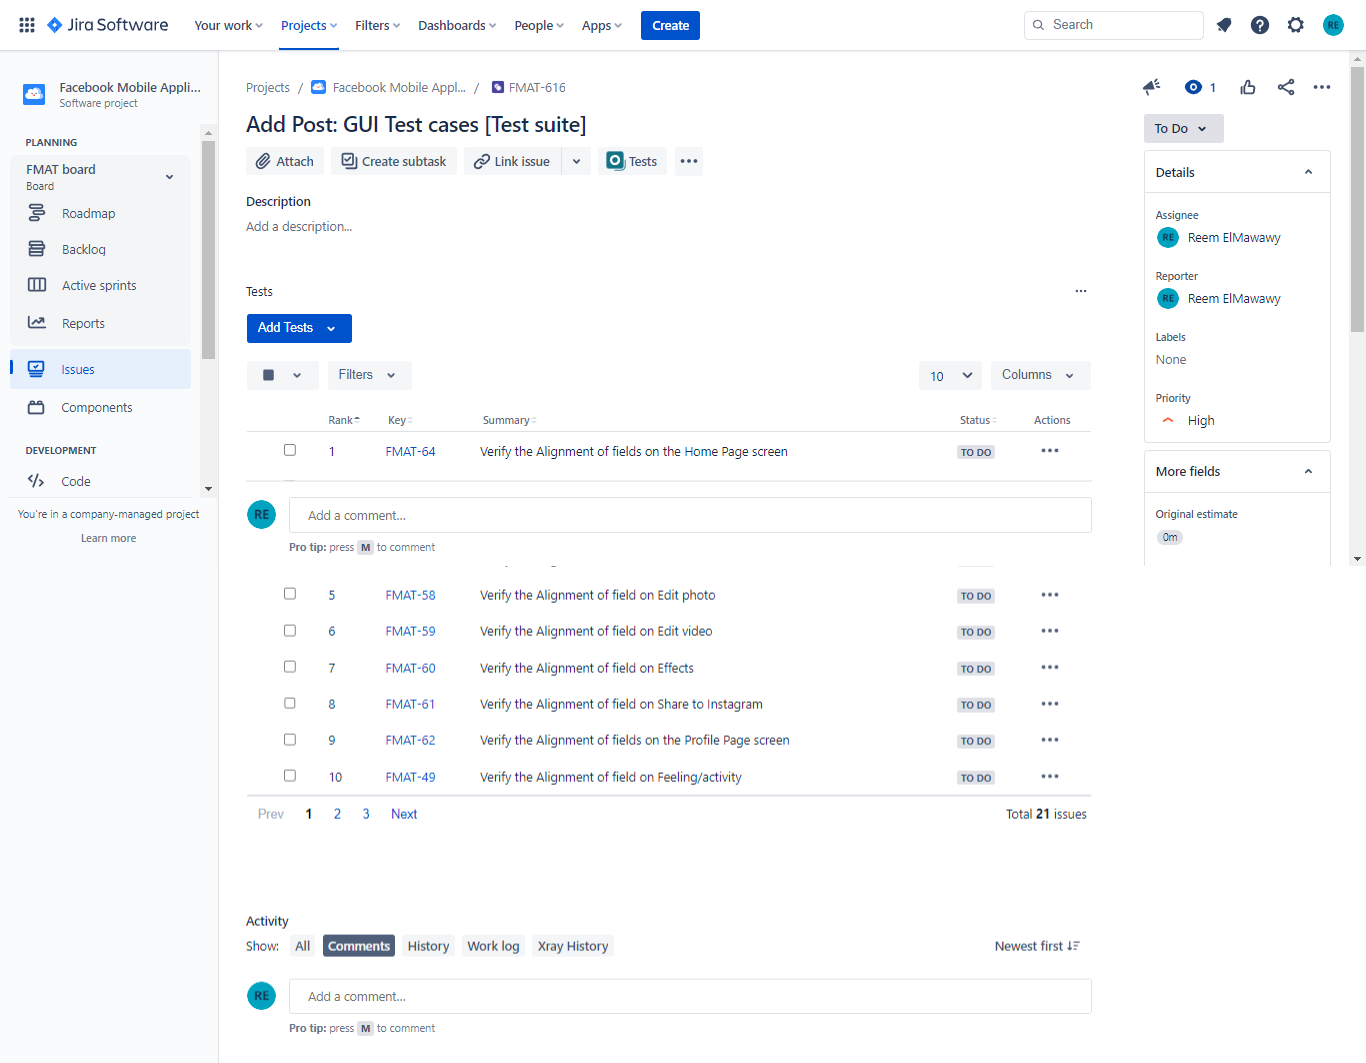 Jira Software Your work Projects Filters Dashboards People Apps Create Search RE
Facebook Mobile Appli...
Software project
PLANNING
FMAT board
Board
Roadmap
Backlog
Active sprints
Reports
Issues
Components
DEVELOPMENT
Code
You're in a company-managed project
Learn more
Projects / Facebook Mobile Appl... / FMAT-616
1
Add Post: GUI Test cases [Test suite]
Attach Create subtask Link issue Tests
Description
Add a description...
Tests
Add Tests
Filters 10 Columns
Rank Key Summary Status Actions
1 FMAT-64 Verify the Alignment of fields on the Home Page screen TO DO
RE Add a comment...
Pro tip: press M to comment
5 FMAT-58 Verify the Alignment of field on Edit photo TO DO
6 FMAT-59 Verify the Alignment of field on Edit video TO DO
7 FMAT-60 Verify the Alignment of field on Effects TO DO
8 FMAT-61 Verify the Alignment of field on Share to Instagram TO DO
9 FMAT-62 Verify the Alignment of fields on the Profile Page screen TO DO
10 FMAT-49 Verify the Alignment of field on Feeling/activity TO DO
Prev 1 2 3 Next Total 21 issues
Activity
Show: All Comments History Work log Xray History Newest first
RE Add a comment...
Pro tip: press M to comment
To Do
Details
Assignee
RE Reem ElMawawy
Reporter
RE Reem ElMawawy
Labels
None
Priority
High
More fields
Original estimate
0m